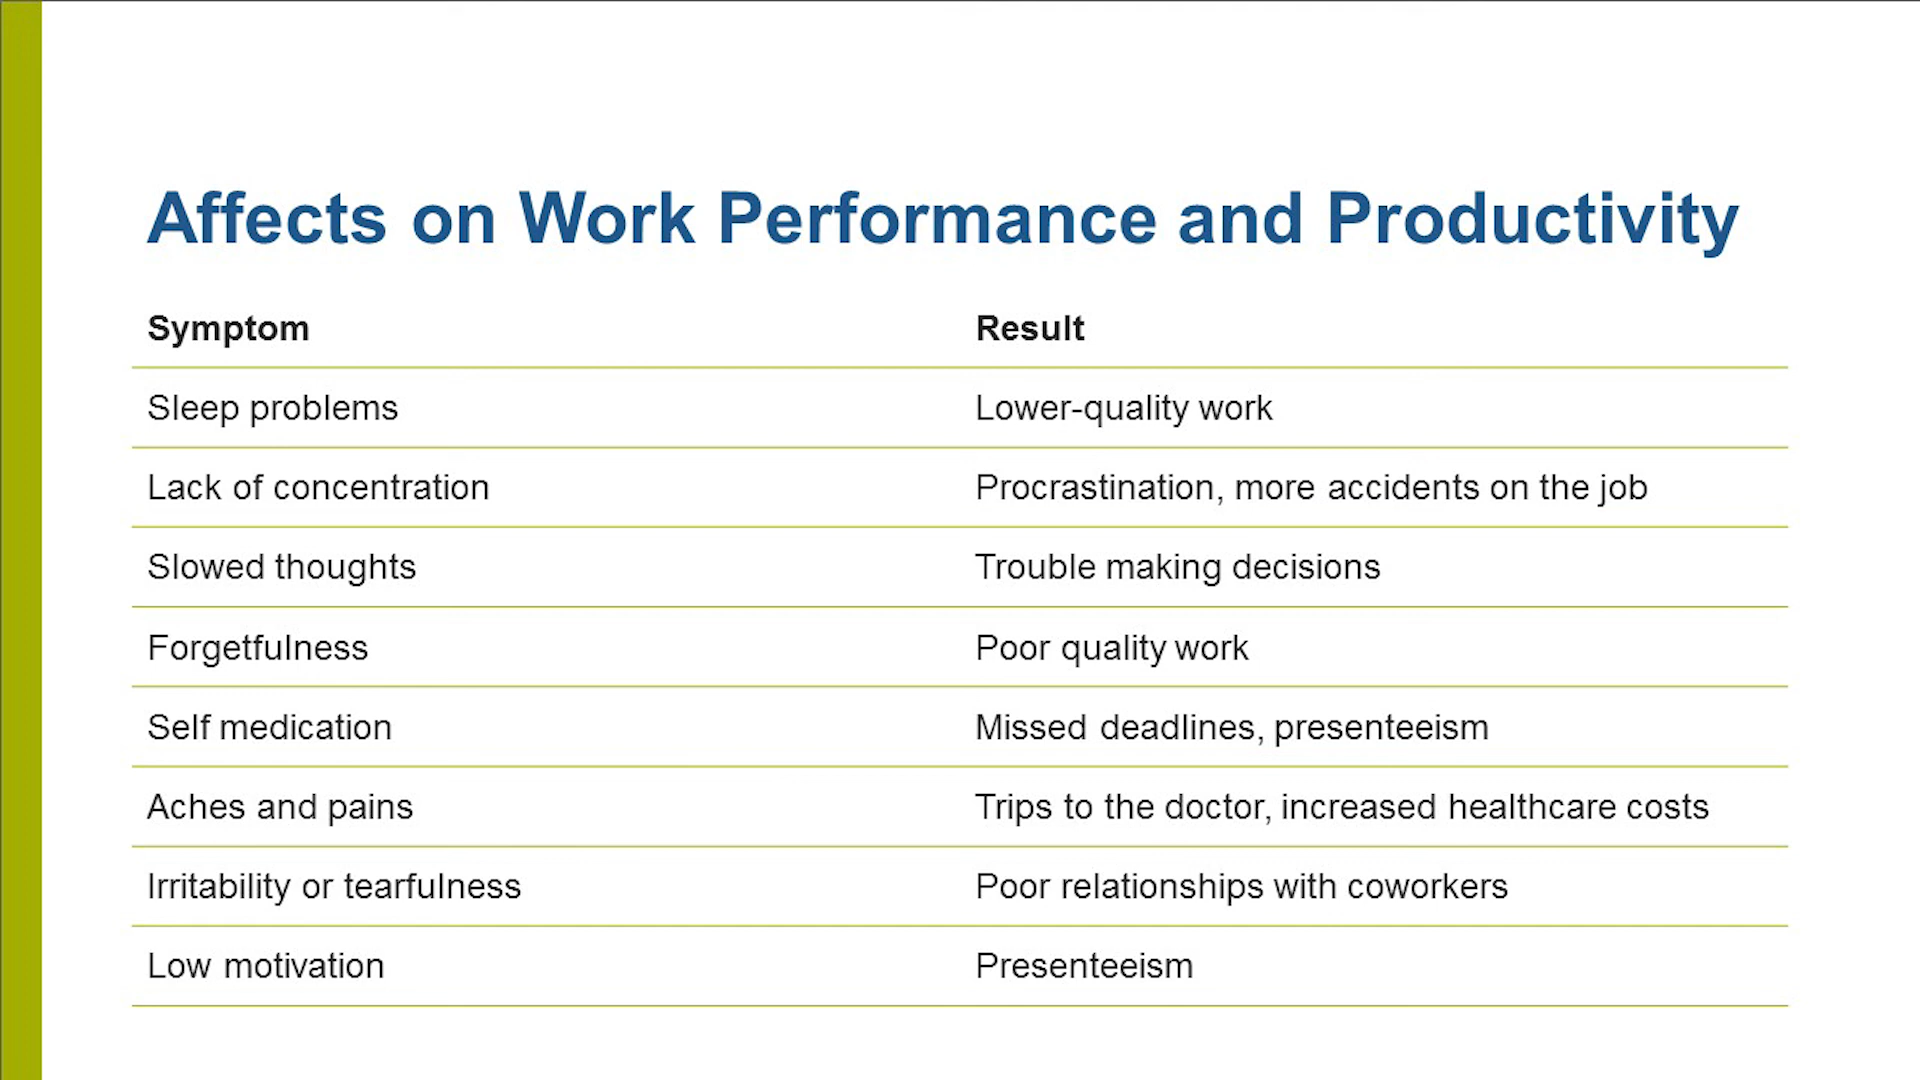 Affects on Work Performance and Productivity
Symptom Result
Sleep problems Lower-quality work
Lack of concentration Procrastination, more accidents on the job
Slowed thoughts Trouble making decisions
Forgetfulness Poor quality work
Self medication Missed deadlines, presenteeism
Aches and pains Trips to the doctor, increased healthcare costs
Irritability or tearfulness Poor relationships with coworkers
Low motivation Presenteeism